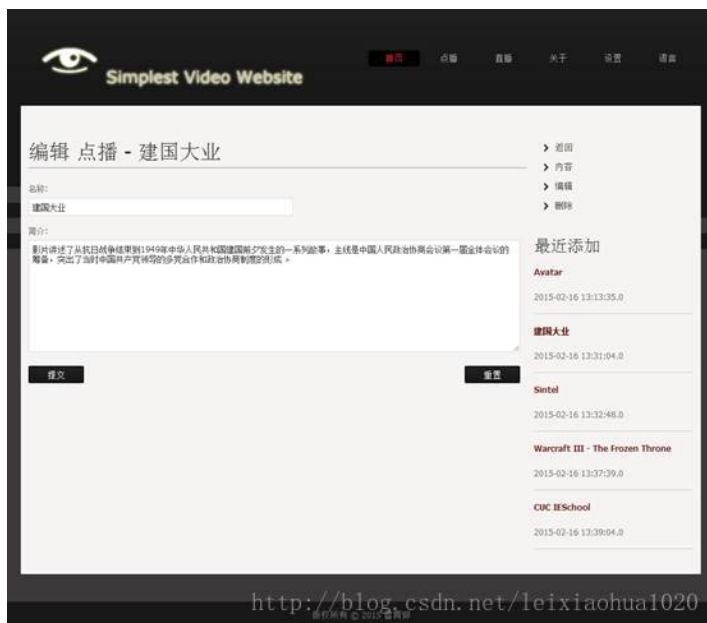 Simplest Video Website
首页 点播 直播 关于 设置 语言
编辑 点播 - 建国大业
名称:
建国大业
简介:
影片讲述了从抗日战争结束到1949年中华人民共和国建国前夕发生的一系列故事，主线是中国人民政治协商会议第一届全体会议的
筹备，突出了当时中国共产党领导的多党合作和政治协商制度的形成 。
提交 重置
返回
内容
编辑
删除
最近添加
Avatar
2015-02-16 13:13:35.0
建国大业
2015-02-16 13:31:04.0
Sintel
2015-02-16 13:32:48.0
Warcraft III - The Frozen Throne
2015-02-16 13:37:39.0
CUC IESchool
2015-02-16 13:39:04.0
http://blog.csdn.net/leixiaohua1020
版权所有 © 2015